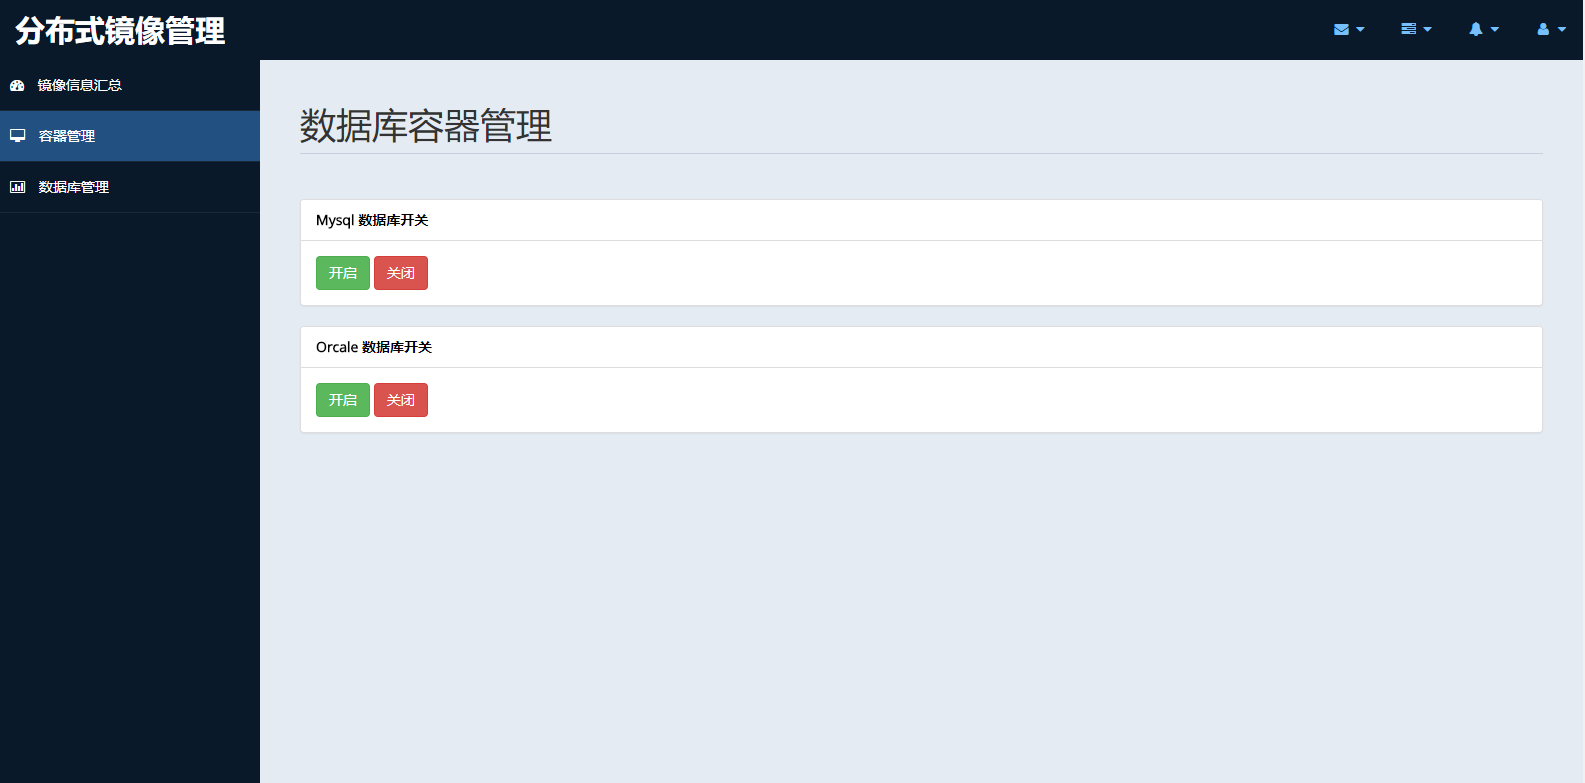 分布式镜像管理
镜像信息汇总
容器管理
数据库管理
数据库容器管理
Mysql 数据库开关
开启 关闭
Orcale 数据库开关
开启 关闭